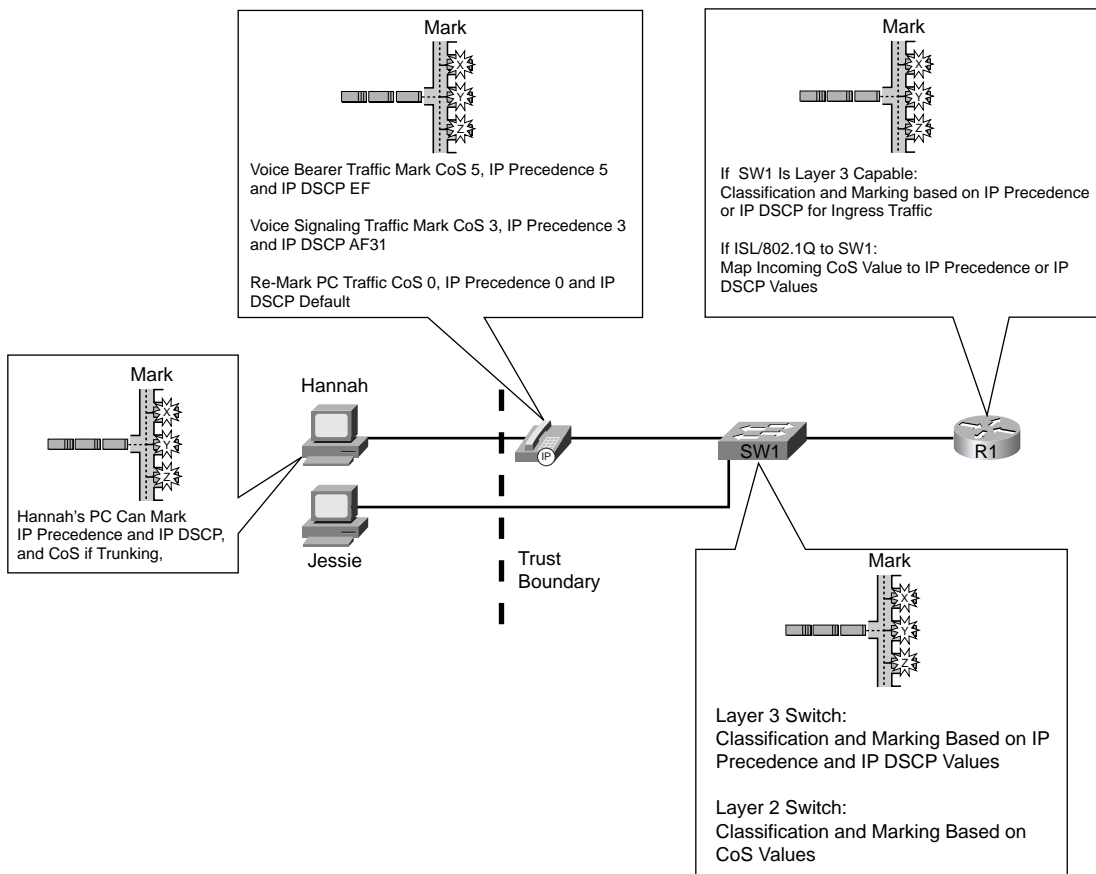 Mark
X
Y
Z
Voice Bearer Traffic Mark CoS 5, IP Precedence 5
and IP DSCP EF
Voice Signaling Traffic Mark CoS 3, IP Precedence 3
and IP DSCP AF31
Re-Mark PC Traffic CoS 0, IP Precedence 0 and IP
DSCP Default
Mark
X
Y
Z
If SW1 Is Layer 3 Capable:
Classification and Marking based on IP Precedence
or IP DSCP for Ingress Traffic
If ISL/802.1Q to SW1:
Map Incoming CoS Value to IP Precedence or IP
DSCP Values
Mark
X
Y
Z
Hannah's PC Can Mark
IP Precedence and IP DSCP,
and CoS if Trunking,
Hannah
Jessie
IP
Trust
Boundary
SW1
R1
Mark
X
Y
Z
Layer 3 Switch:
Classification and Marking Based on IP
Precedence and IP DSCP Values
Layer 2 Switch:
Classification and Marking Based on
CoS Values